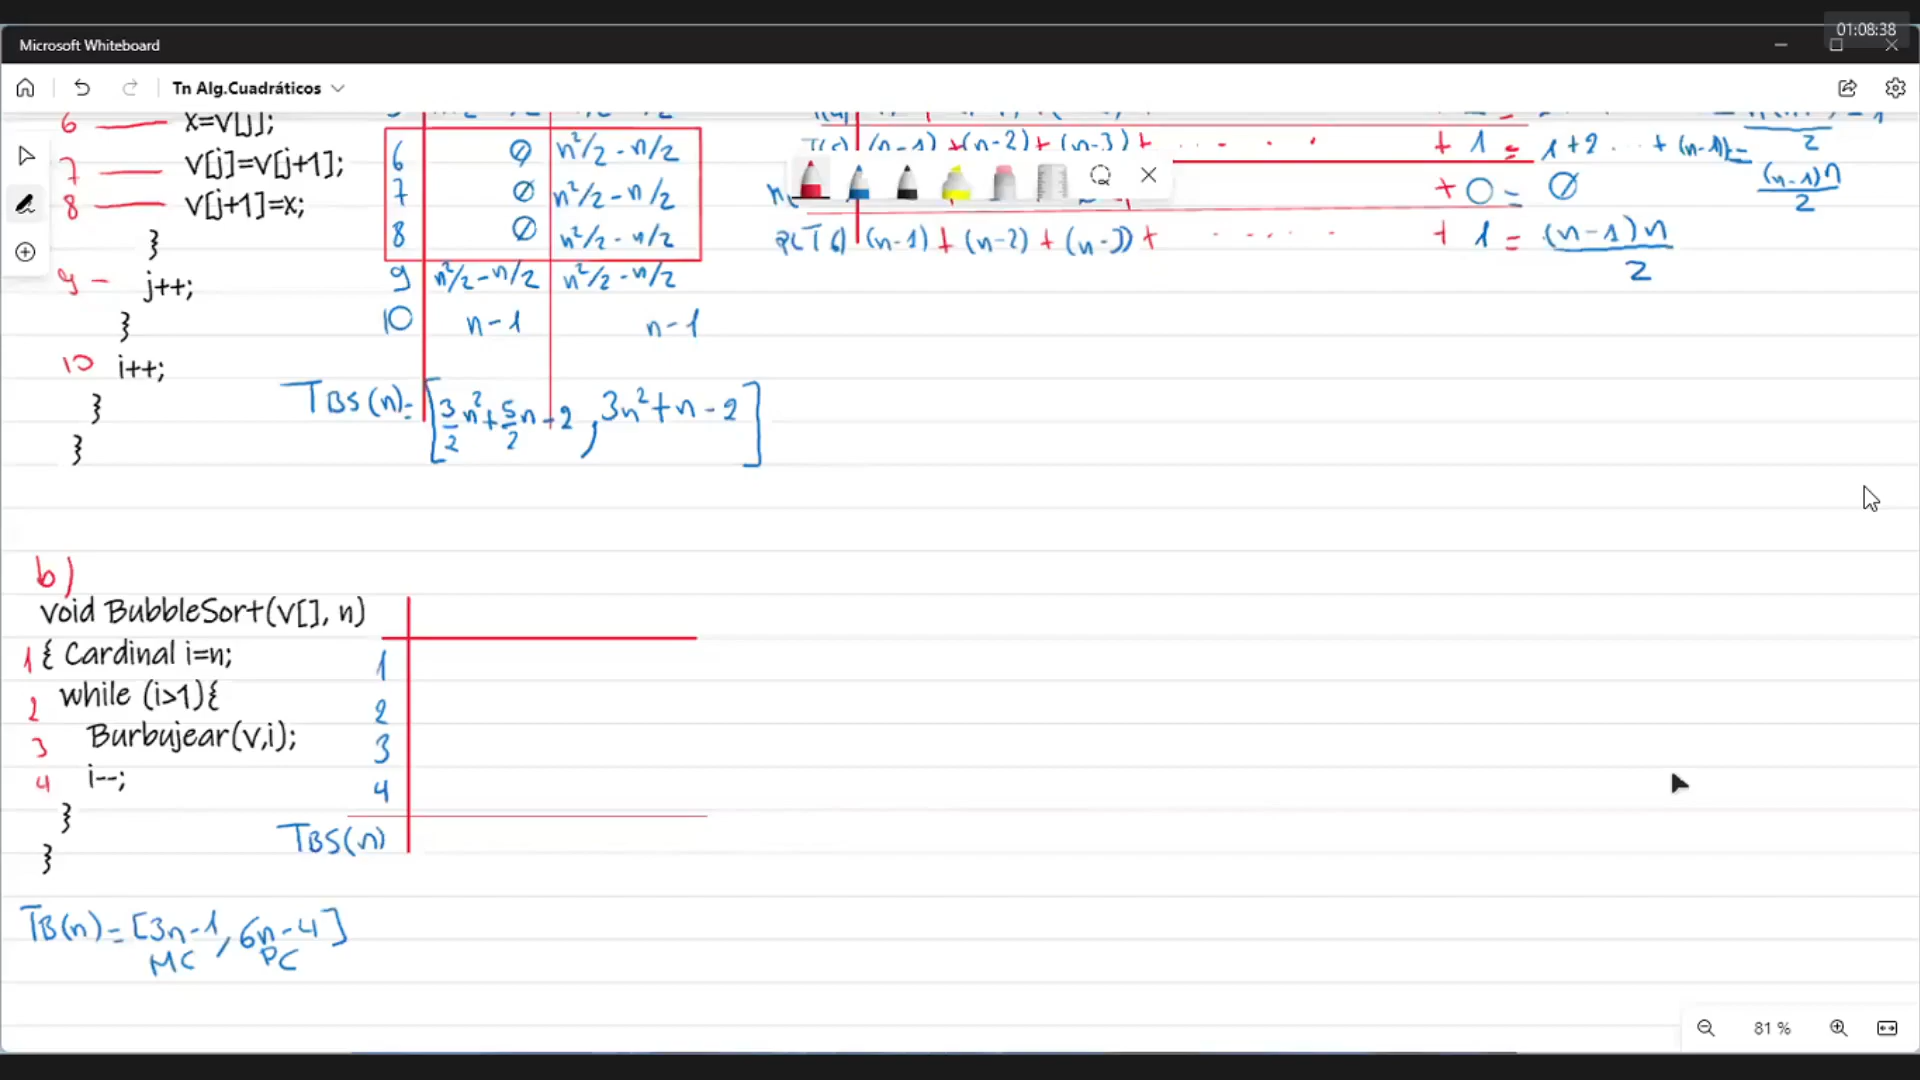 01:08:38
Microsoft Whiteboard
Tn Alg.Cuadráticos
6 x=v[j];
7 v[j]=v[j+1];
8 v[j+1]=x;
}
9 j++;
}
10 i++;
}
}
6 0 n²/2 - n/2
7 0 n²/2 - n/2
8 0 n²/2 - n/2
9 n²/2 - n/2 n²/2 - n/2
10 n-1 n-1
TBS(n)= [3/2 n² + 5/2 n - 2, 3n² + n - 2]
(n-1) + (n-2) + (n-3) + . . . + 1 = 1+2 ... + (n-1) = (n-1)n/2
+ 0 = 0
(n-1) + (n-2) + (n-3) + ..... + 1 = (n-1)n/2
b)
void BubbleSort(v[], n)
1 { Cardinal i=n;
2 while (i>1){
3 Burbujear(v,i);
4 i--;
}
}
1
2
3
4
TBS(n)
TB(n) = [3n-1, 6n-4]
MC PC
81 %